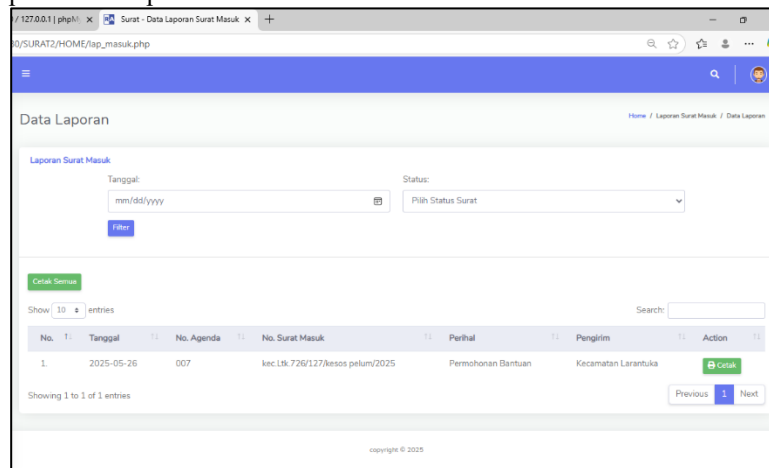 / 127.0.0.1 | phpM Surat - Data Laporan Surat Masuk
/SURAT2/HOME/lap_masuk.php
Data Laporan
Home / Laporan Surat Masuk / Data Laporan
Laporan Surat Masuk
Tanggal: Status:
mm/dd/yyyy Pilih Status Surat
Filter
Cetak Semua
Show 10 entries Search:
No. Tanggal No. Agenda No. Surat Masuk Perihal Pengirim Action
1. 2025-05-26 007 kec.Ltk.726/127/kesos pelum/2025 Permohonan Bantuan Kecamatan Larantuka Cetak
Showing 1 to 1 of 1 entries Previous 1 Next
copyright © 2025